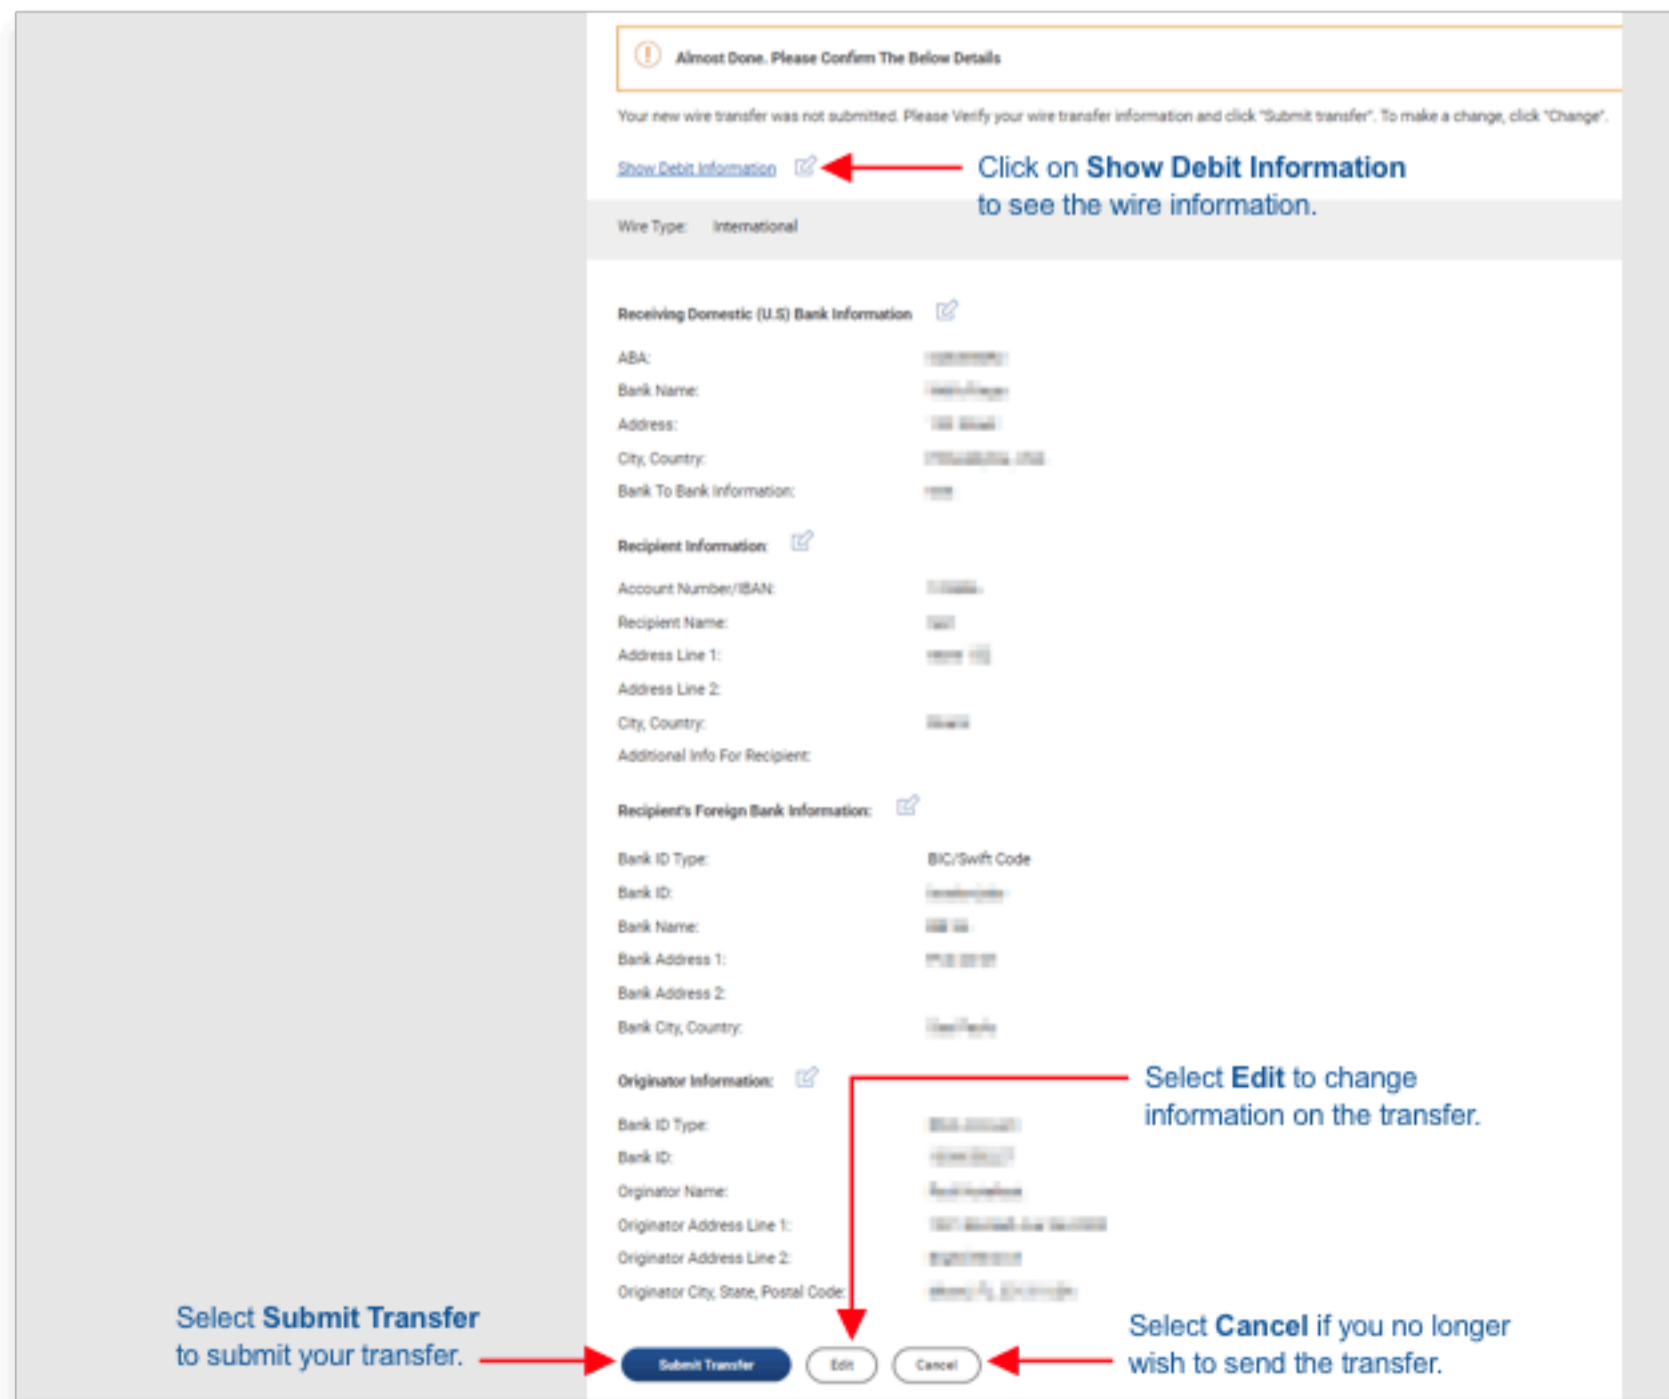 Almost Done. Please Confirm The Below Details
Your new wire transfer was not submitted. Please Verify your wire transfer information and click "Submit transfer". To make a change, click "Change".
Show Debit Information
Click on Show Debit Information
to see the wire information.
Wire Type: International
Receiving Domestic (U.S) Bank Information
ABA:
Bank Name:
Address:
City, Country:
Bank To Bank Information:
Recipient Information:
Account Number/IBAN:
Recipient Name:
Address Line 1:
Address Line 2:
City, Country:
Additional Info For Recipient:
Recipient's Foreign Bank Information:
Bank ID Type: BIC/Swift Code
Bank ID:
Bank Name:
Bank Address 1:
Bank Address 2:
Bank City, Country:
Originator Information:
Select Edit to change
information on the transfer.
Bank ID Type:
Bank ID:
Orginator Name:
Originator Address Line 1:
Originator Address Line 2:
Originator City, State, Postal Code:
Select Submit Transfer
to submit your transfer.
Submit Transfer
Edit
Cancel
Select Cancel if you no longer
wish to send the transfer.